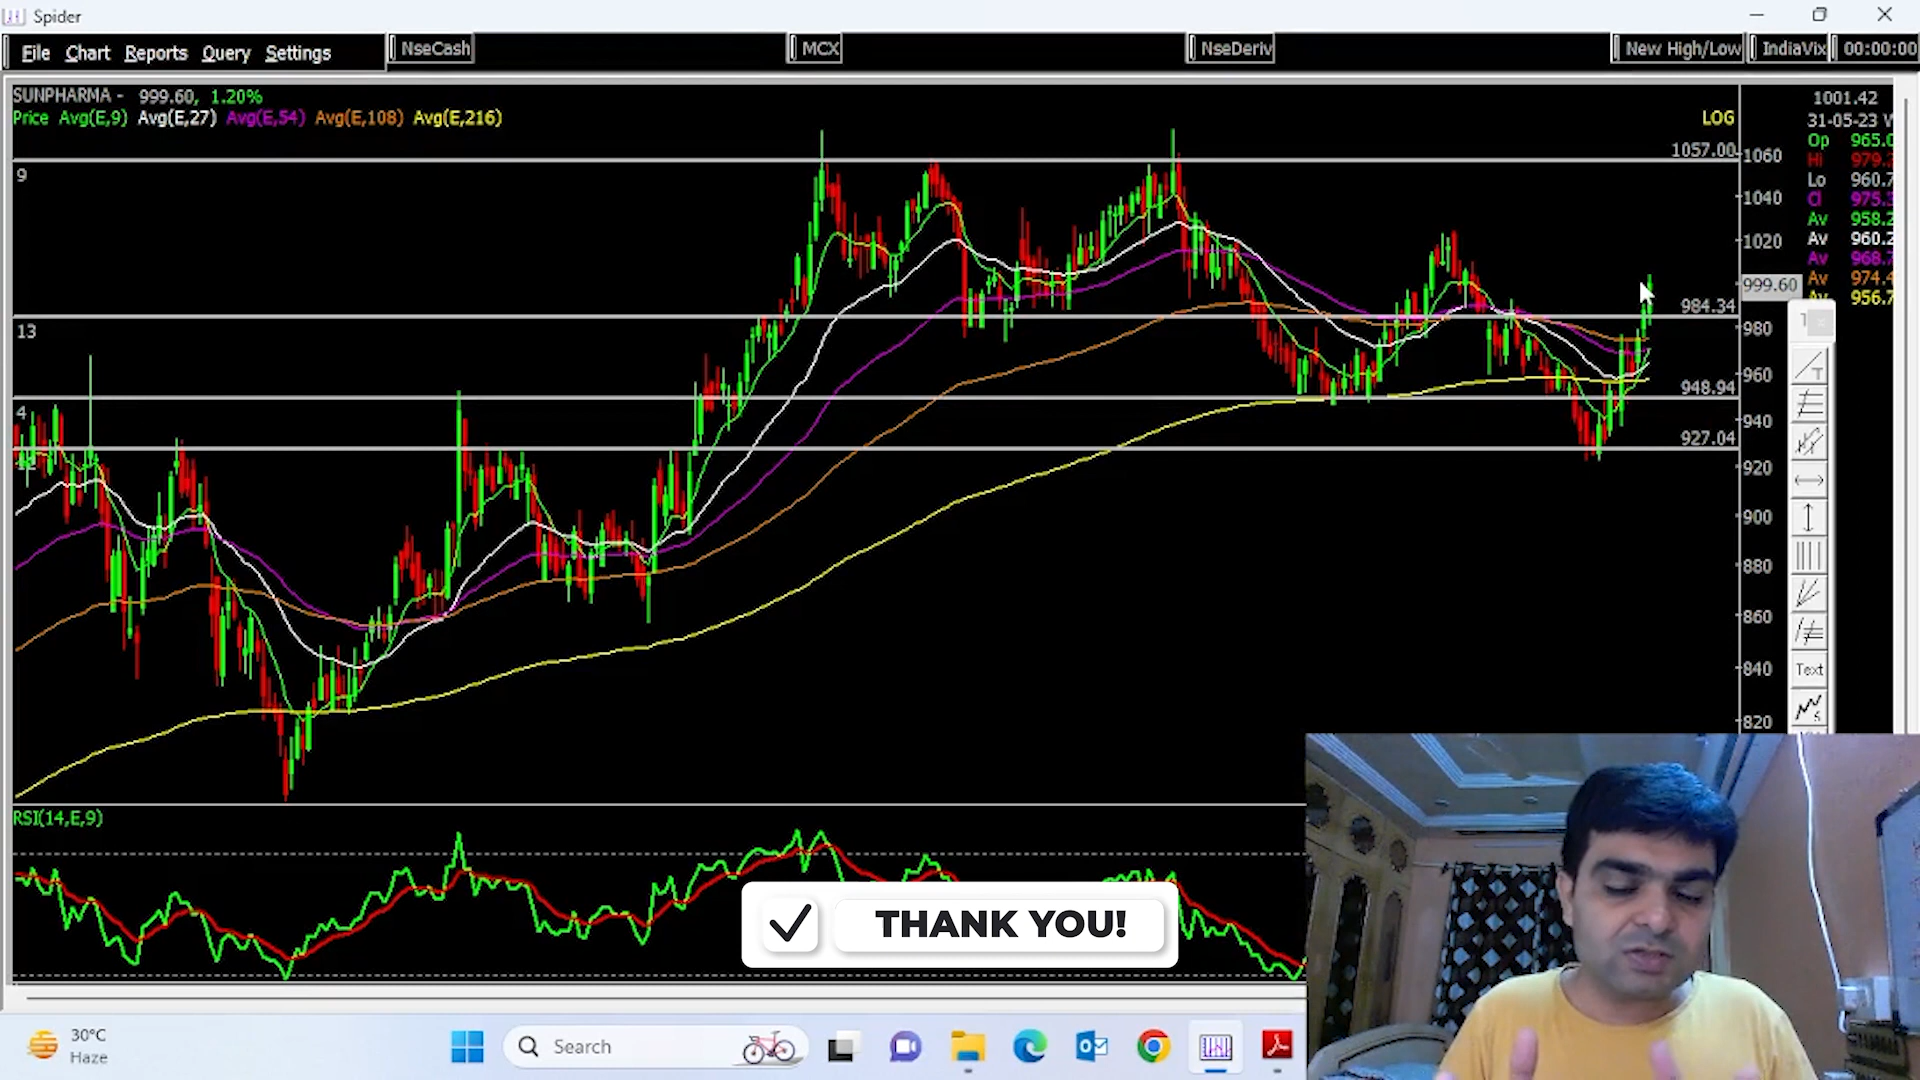 Spider
File Chart Reports Query Settings NseCash MCX NseDeriv New High/Low IndiaVix 00:00:00
SUNPHARMA - 999.60, 1.20%
Price Avg(E,9) Avg(E,27) Avg(E,54) Avg(E,108) Avg(E,216) LOG
1001.42
31-05-23
Op 965.0
Hi 979.
Lo 960.7
Cl 975.
Av 958.2
Av 960.2
Av 968.7
Av 974.4
Av 956.7
1057.00
984.34
948.94
927.04
9
13
4
12
1060
1040
1020
999.60
980
960
940
920
900
880
860
840
820
Text
RSI(14,E,9)
THANK YOU!
30°C
Haze
Search